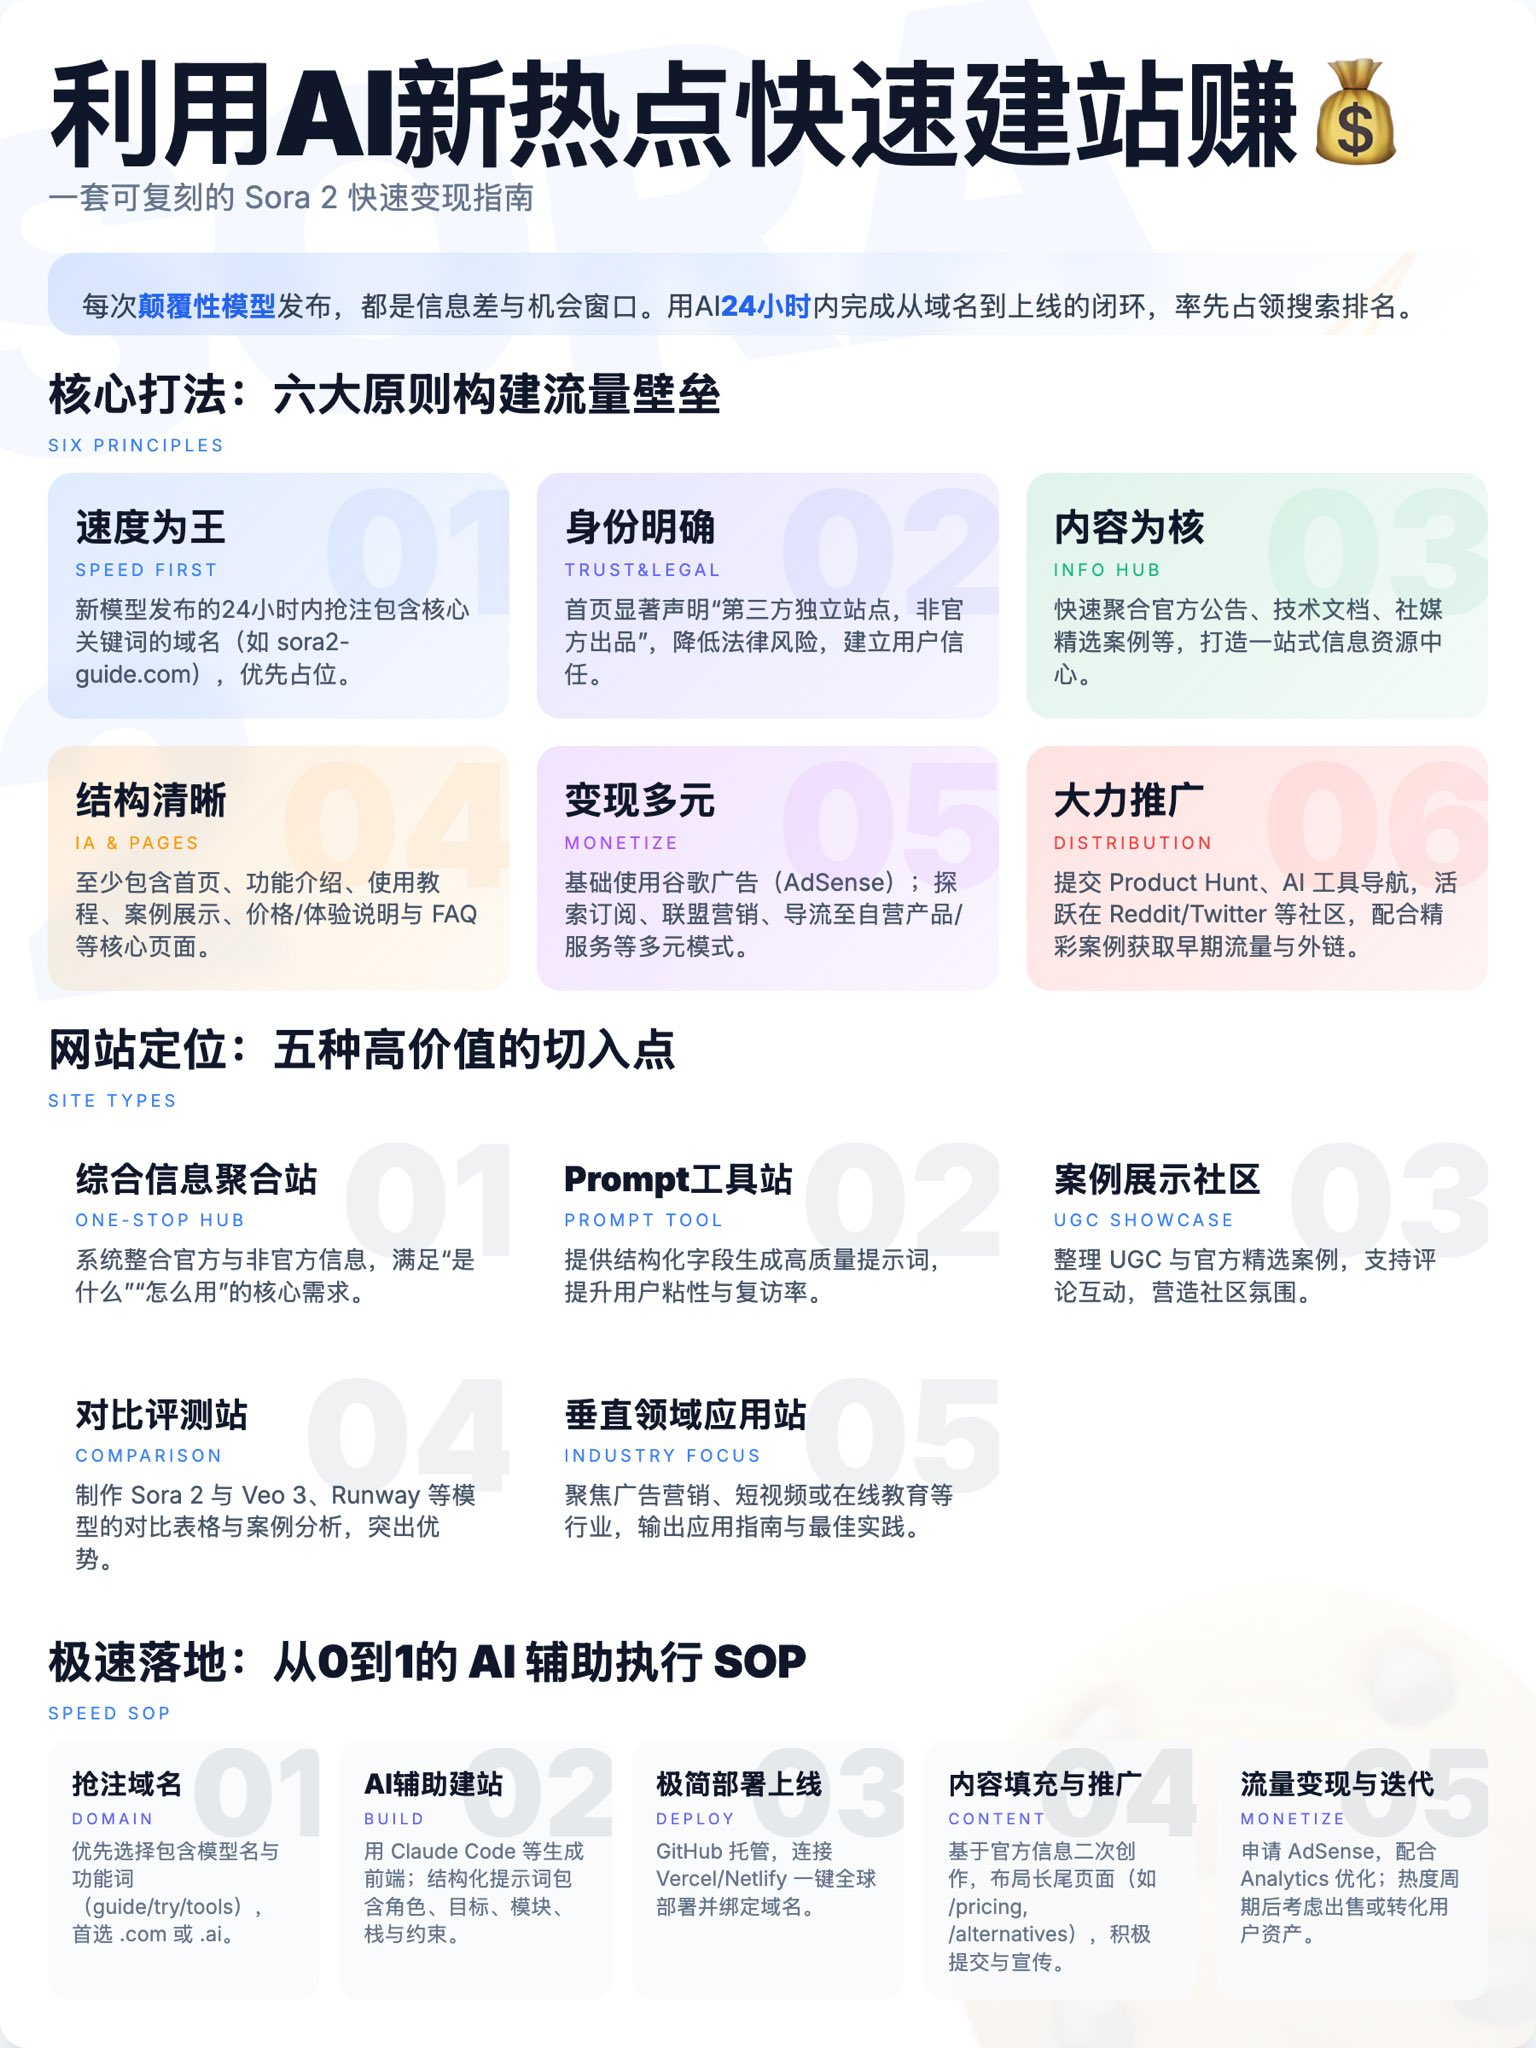 利用AI新热点快速建站赚💰
一套可复刻的 Sora 2 快速变现指南
每次颠覆性模型发布，都是信息差与机会窗口。用AI24小时内完成从域名到上线的闭环，率先占领搜索排名。
核心打法：六大原则构建流量壁垒
SIX PRINCIPLES
01
速度为王
SPEED FIRST
新模型发布的24小时内抢注包含核心
关键词的域名（如 sora2-
guide.com），优先占位。
02
身份明确
TRUST&LEGAL
首页显著声明“第三方独立站点，非官
方出品”，降低法律风险，建立用户信
任。
03
内容为核
INFO HUB
快速聚合官方公告、技术文档、社媒
精选案例等，打造一站式信息资源中
心。
04
结构清晰
IA & PAGES
至少包含首页、功能介绍、使用教
程、案例展示、价格/体验说明与 FAQ
等核心页面。
05
变现多元
MONETIZE
基础使用谷歌广告（AdSense）；探
索订阅、联盟营销、导流至自营产品/
服务等多元模式。
06
大力推广
DISTRIBUTION
提交 Product Hunt、AI 工具导航，活
跃在 Reddit/Twitter 等社区，配合精
彩案例获取早期流量与外链。
网站定位：五种高价值的切入点
SITE TYPES
01
综合信息聚合站
ONE-STOP HUB
系统整合官方与非官方信息，满足“是
什么”“怎么用”的核心需求。
02
Prompt工具站
PROMPT TOOL
提供结构化字段生成高质量提示词，
提升用户粘性与复访率。
03
案例展示社区
UGC SHOWCASE
整理 UGC 与官方精选案例，支持评
论互动，营造社区氛围。
04
对比评测站
COMPARISON
制作 Sora 2 与 Veo 3、Runway 等模
型的对比表格与案例分析，突出优
势。
05
垂直领域应用站
INDUSTRY FOCUS
聚焦广告营销、短视频或在线教育等
行业，输出应用指南与最佳实践。
极速落地：从0到1的 AI 辅助执行 SOP
SPEED SOP
01
抢注域名
DOMAIN
优先选择包含模型名与
功能词
（guide/try/tools），
首选 .com 或 .ai。
02
AI辅助建站
BUILD
用 Claude Code 等生成
前端；结构化提示词包
含角色、目标、模块、
栈与约束。
03
极简部署上线
DEPLOY
GitHub 托管，连接
Vercel/Netlify 一键全球
部署并绑定域名。
04
内容填充与推广
CONTENT
基于官方信息二次创
作，布局长尾页面（如
/pricing,
/alternatives），积极
提交与宣传。
05
流量变现与迭代
MONETIZE
申请 AdSense，配合
Analytics 优化；热度周
期后考虑出售或转化用
户资产。
SORA
2